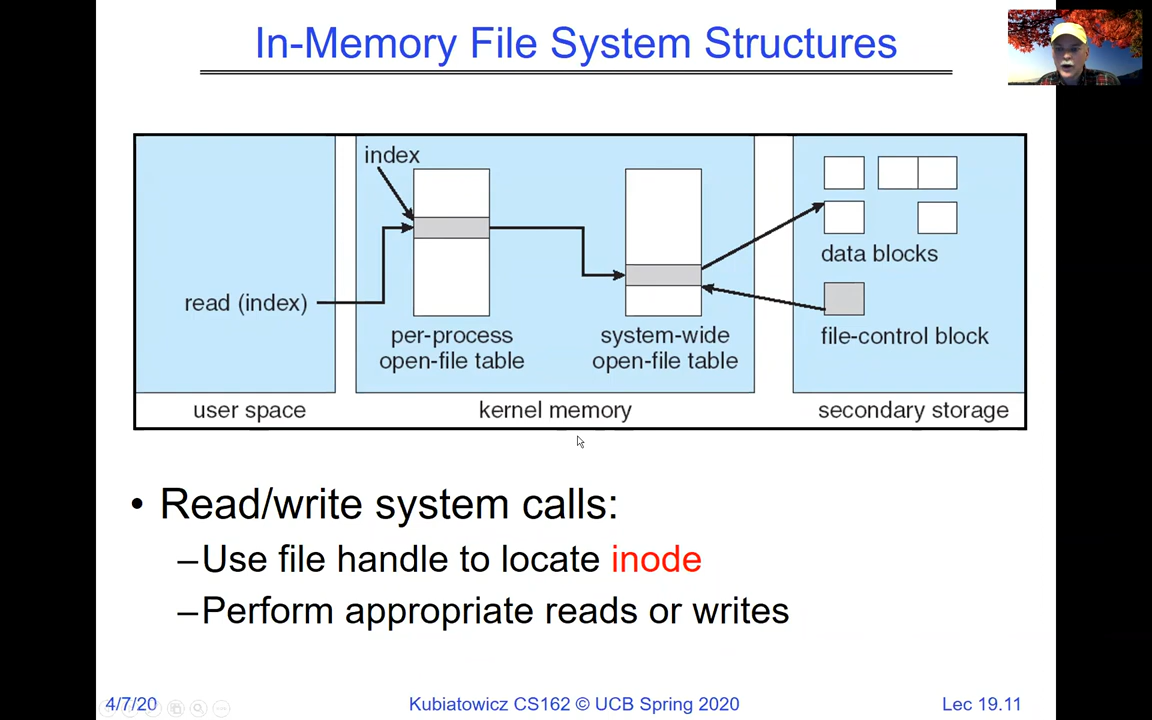 In-Memory File System Structures
index
read (index)
per-process
open-file table
system-wide
open-file table
data blocks
file-control block
user space
kernel memory
secondary storage
• Read/write system calls:
–Use file handle to locate inode
–Perform appropriate reads or writes
4/7/20
Kubiatowicz CS162 © UCB Spring 2020
Lec 19.11